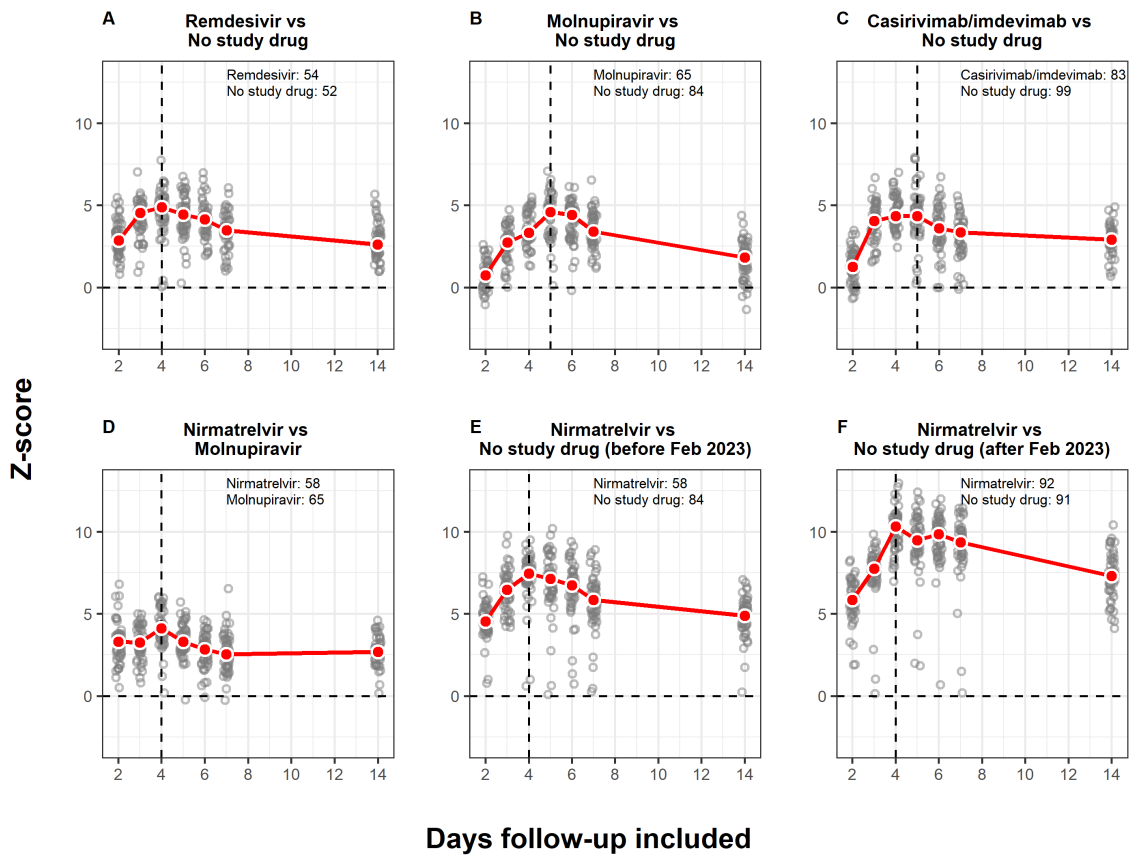 A
Remdesivir vs
No study drug
Remdesivir: 54
No study drug: 52
10
5
0
2 4 6 8 10 12 14
B
Molnupiravir vs
No study drug
Molnupiravir: 65
No study drug: 84
10
5
0
2 4 6 8 10 12 14
C
Casirivimab/imdevimab vs
No study drug
Casirivimab/imdevimab: 83
No study drug: 99
10
5
0
2 4 6 8 10 12 14
Z-score
D
Nirmatrelvir vs
Molnupiravir
Nirmatrelvir: 58
Molnupiravir: 65
10
5
0
2 4 6 8 10 12 14
E
Nirmatrelvir vs
No study drug (before Feb 2023)
Nirmatrelvir: 58
No study drug: 84
10
5
0
2 4 6 8 10 12 14
F
Nirmatrelvir vs
No study drug (after Feb 2023)
Nirmatrelvir: 92
No study drug: 91
10
5
0
2 4 6 8 10 12 14
Days follow-up included